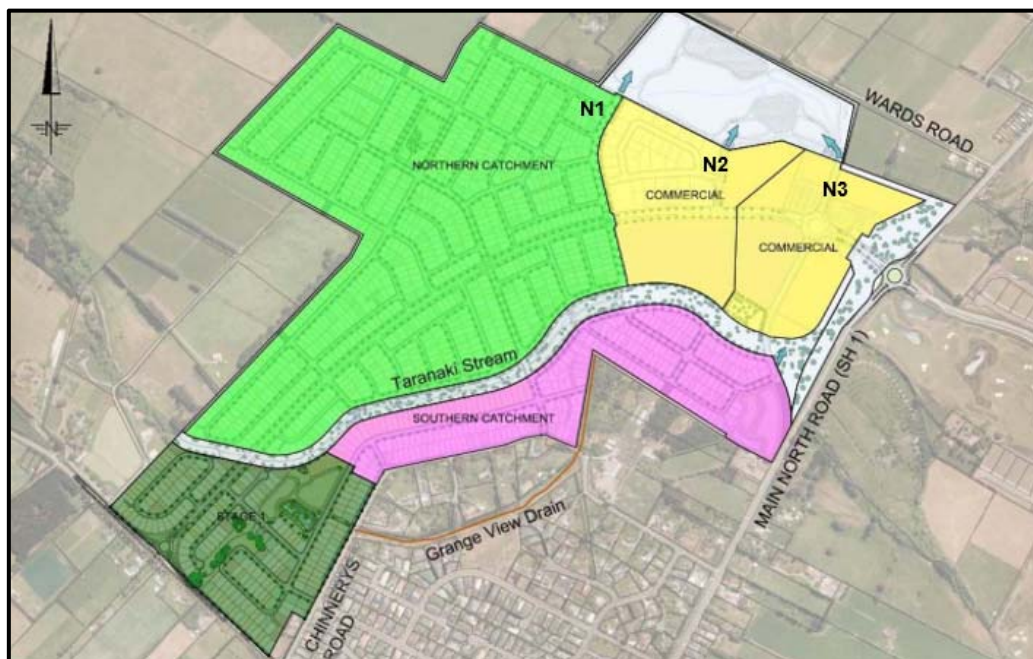 N
N1
WARDS ROAD
NORTHERN CATCHMENT
N2
COMMERCIAL
N3
COMMERCIAL
Taranaki Stream
SOUTHERN CATCHMENT
MAIN NORTH ROAD (SH 1)
STAGE 1
Grange View Drain
CHINNERYS
ROAD